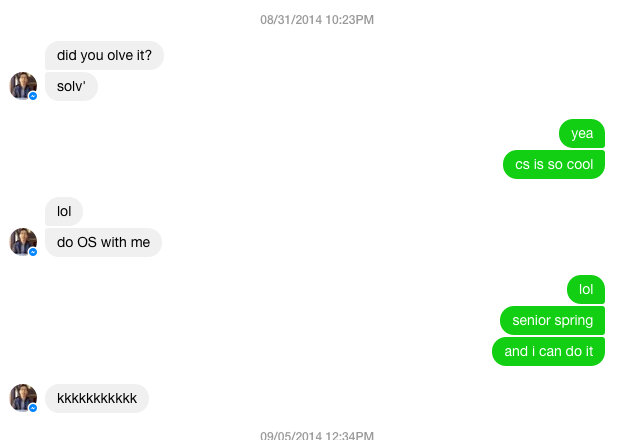 08/31/2014 10:23PM
did you olve it?
solv'
yea
cs is so cool
lol
do OS with me
lol
senior spring
and i can do it
kkkkkkkkkkk
09/05/2014 12:34PM